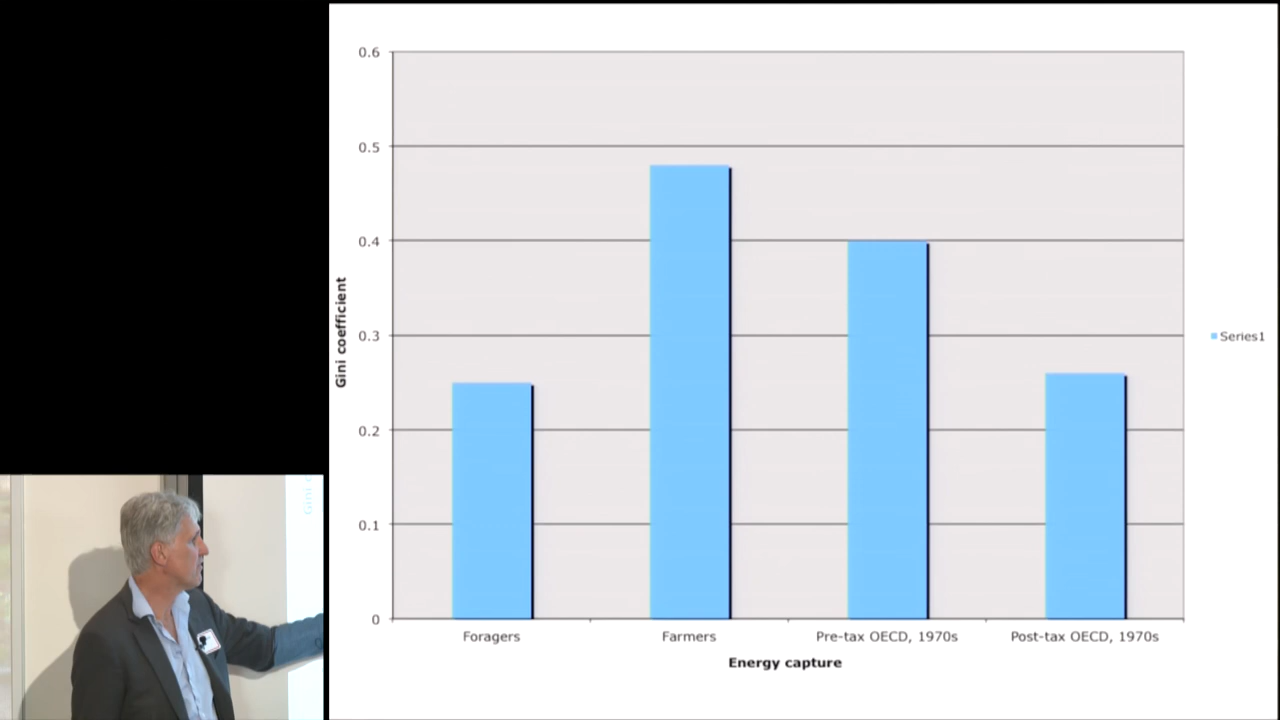 0.6
0.5
0.4
0.3
0.2
0.1
0
Gini coefficient
Foragers
Farmers
Pre-tax OECD, 1970s
Post-tax OECD, 1970s
Energy capture
Series1